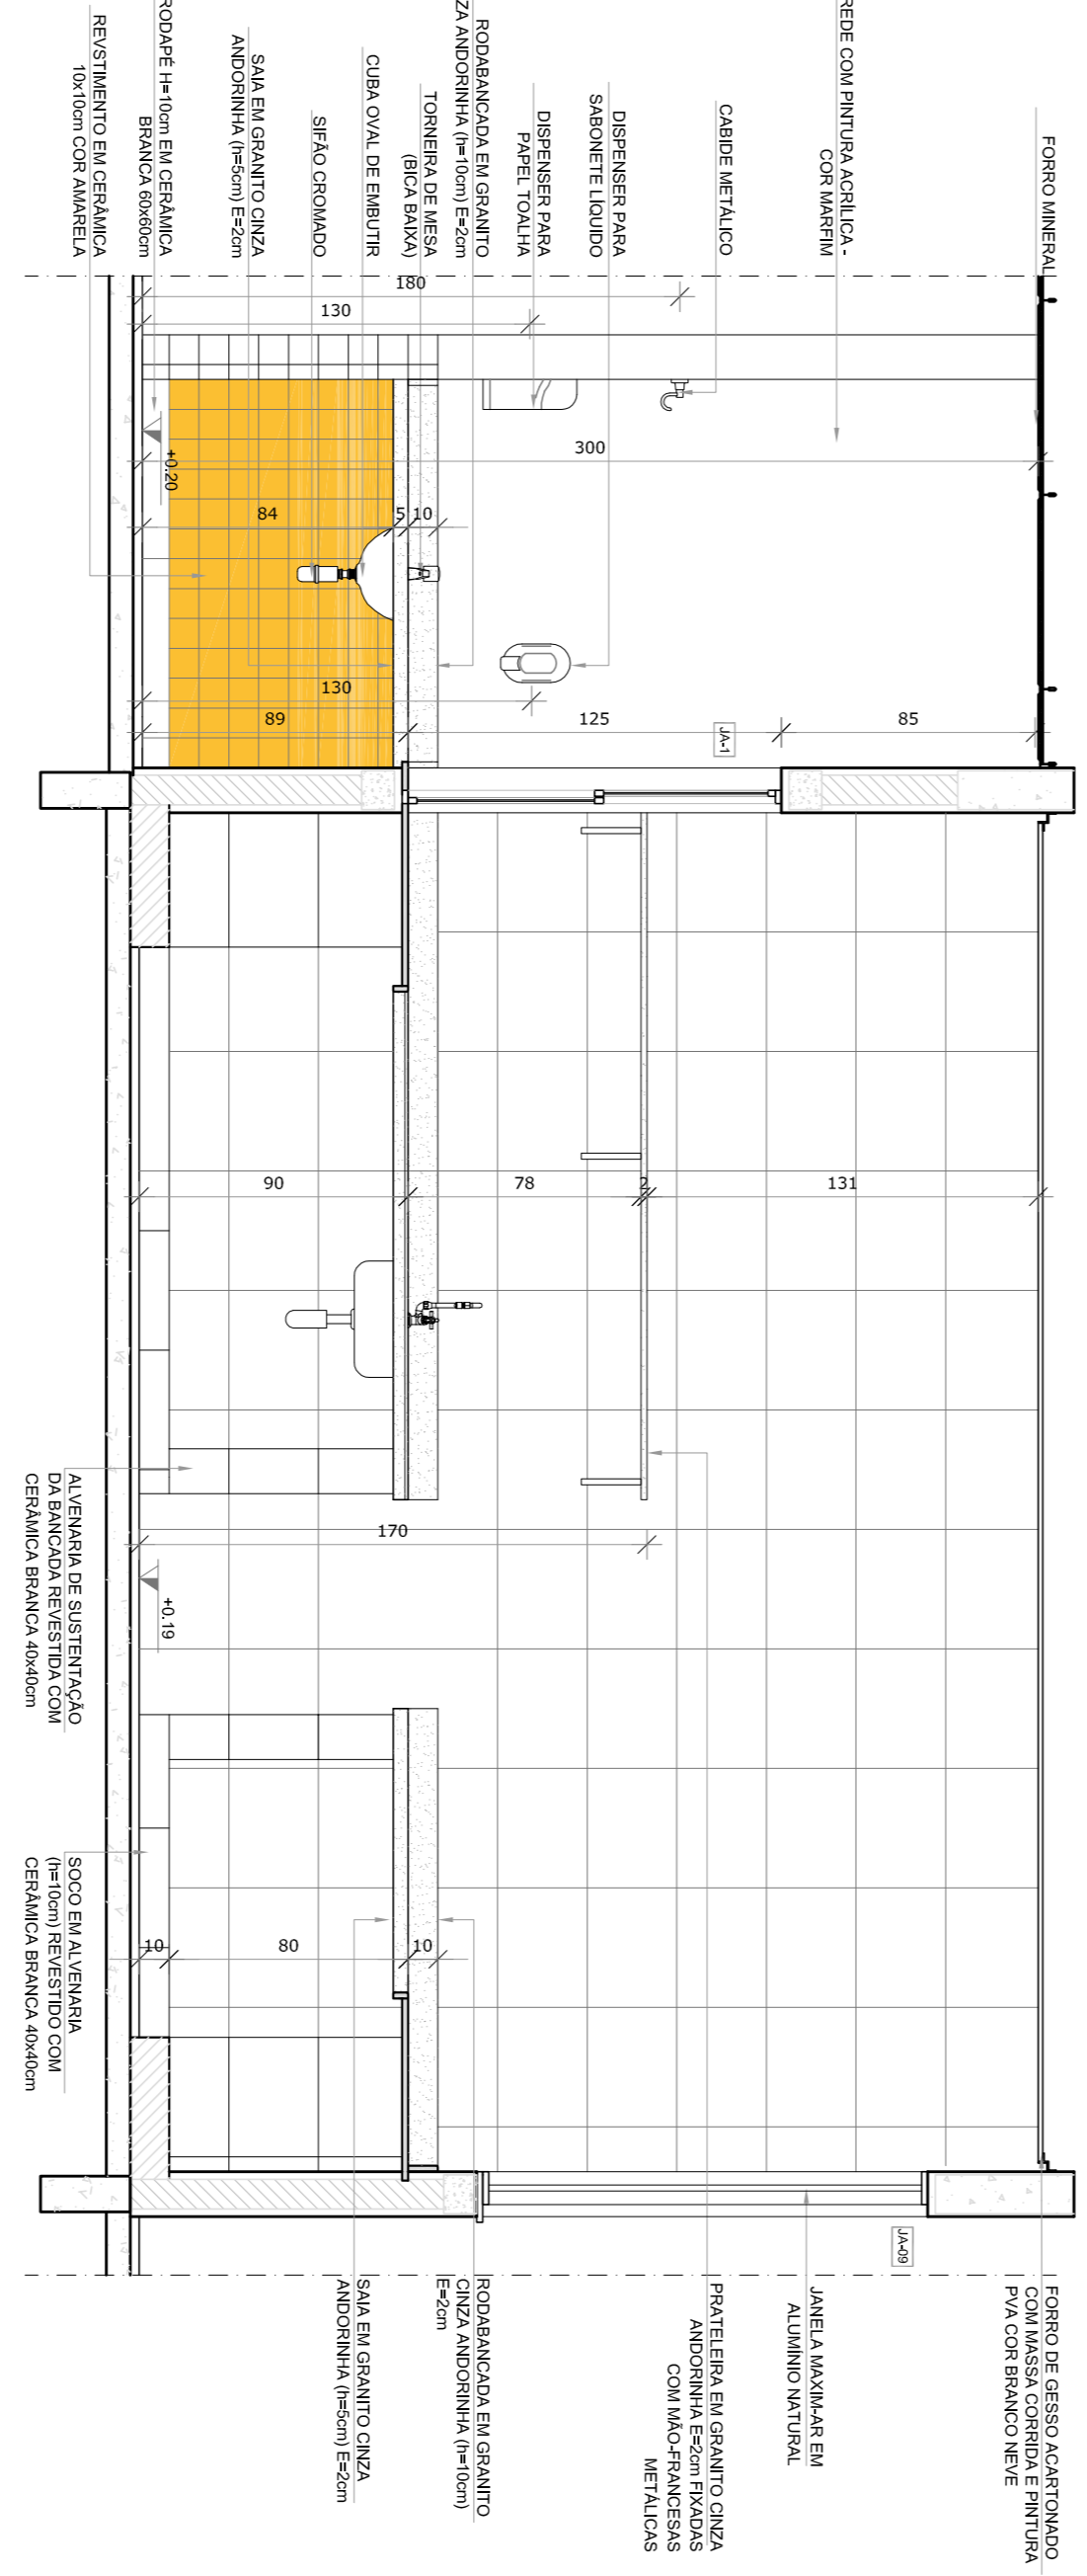 FORRO MINERAL
REDE COM PINTURA ACRÍLICA -
COR MARFIM
CABIDE METÁLICO
DISPENSER PARA
SABONETE LÍQUIDO
DISPENSER PARA
PAPEL TOALHA
RODABANCADA EM GRANITO
ZA ANDORINHA (h=10cm) E=2cm
TORNEIRA DE MESA
(BICA BAIXA)
CUBA OVAL DE EMBUTIR
SIFÃO CROMADO
SAIA EM GRANITO CINZA
ANDORINHA (h=5cm) E=2cm
RODAPÉ H=10cm EM CERÂMICA
BRANCA 60x60cm
REVSTIMENTO EM CERÂMICA
10x10cm COR AMARELA
180
130
300
+0.20
84
5
10
130
89
125
85
JA-1
90
78
2
131
170
+0.19
10
80
10
JA-09
ALVENARIA DE SUSTENTAÇÃO
DA BANCADA REVESTIDA COM
CERÂMICA BRANCA 40x40cm
SOCO EM ALVENARIA
(h=10cm) REVESTIDO COM
CERÂMICA BRANCA 40x40cm
FORRO DE GESSO ACARTONADO
COM MASSA CORRIDA E PINTURA
PVA COR BRANCO NEVE
JANELA MAXIM-AR EM
ALUMÍNIO NATURAL
PRATELEIRA EM GRANITO CINZA
ANDORINHA E=2cm FIXADAS
COM MÃO-FRANCESAS
METÁLICAS
RODABANCADA EM GRANITO
CINZA ANDORINHA (h=10cm)
E=2cm
SAIA EM GRANITO CINZA
ANDORINHA (h=5cm) E=2cm